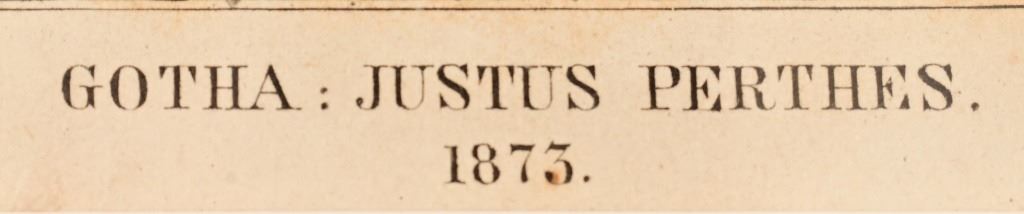 GOTHA: JUSTUS PERTHES.
1873.